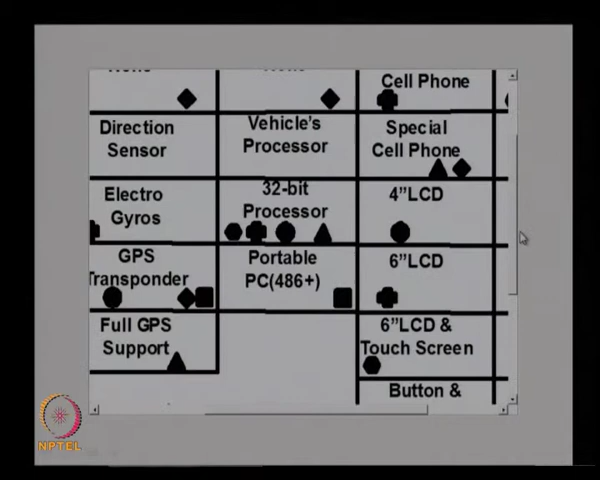 Cell Phone
Direction
Sensor
Vehicle's
Processor
Special
Cell Phone
Electro
Gyros
32-bit
Processor
4"LCD
GPS
Transponder
Portable
PC(486+)
6"LCD
Full GPS
Support
6"LCD &
Touch Screen
Button &
NPTEL